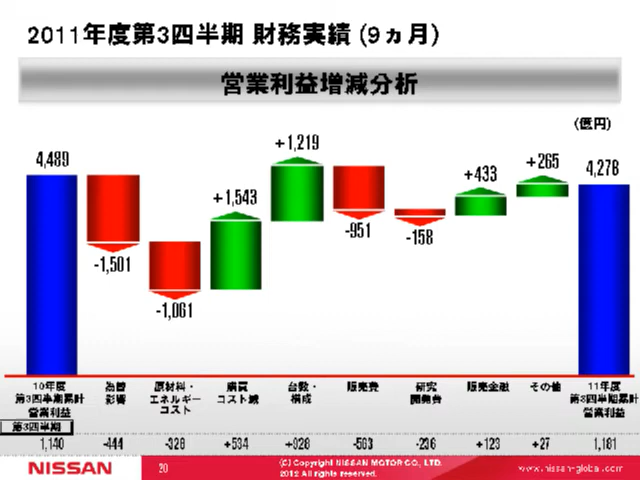 2011年度第3四半期 財務実績 (9ヵ月)
営業利益増減分析
(億円)
4,489
-1,501
-1,061
+1,543
+1,219
-951
-158
+433
+265
4,278
10年度
第3四半期累計
営業利益
為替
影響
原材料・
エネルギー
コスト
購買
コスト減
台数・
構成
販売費
研究
開発費
販売金融
その他
11年度
第3四半期累計
営業利益
第3四半期
1,140 -444 -328 +534 +928 -563 -236 +123 +27 1,181
NISSAN
20
(C) Copyright NISSAN MOTOR CO., LTD.
2012 All rights reserved.
www.nissan-global.com